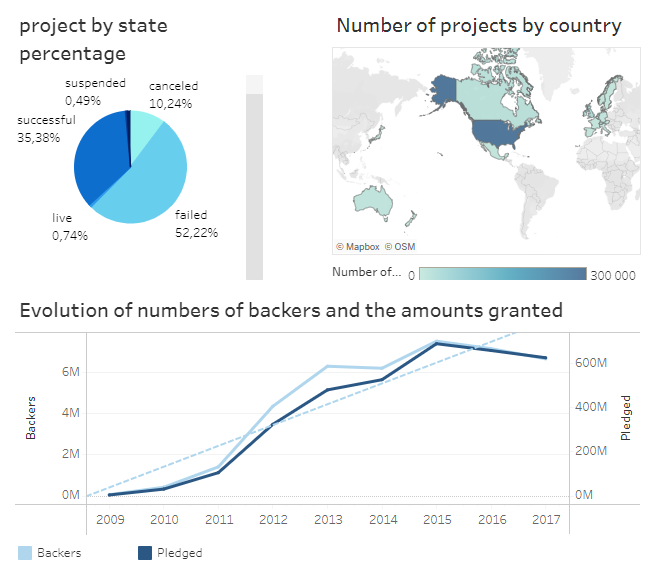 project by state
percentage
suspended
0,49%
canceled
10,24%
successful
35,38%
live
0,74%
failed
52,22%
Number of projects by country
© Mapbox © OSM
Number of... 0 300 000
Evolution of numbers of backers and the amounts granted
Backers
6M
4M
2M
0M
600M
400M
200M
0M
Pledged
2009 2010 2011 2012 2013 2014 2015 2016 2017
Backers Pledged